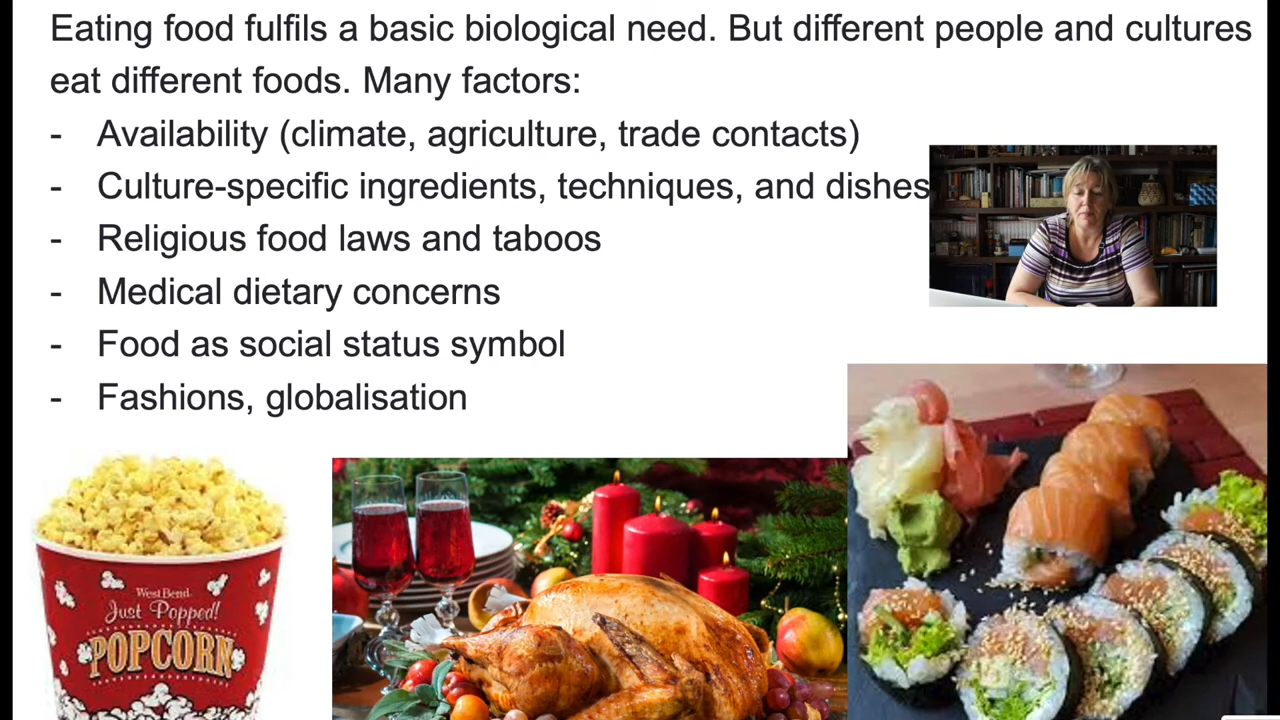 Eating food fulfils a basic biological need. But different people and cultures
eat different foods. Many factors:
- Availability (climate, agriculture, trade contacts)
- Culture-specific ingredients, techniques, and dishes
- Religious food laws and taboos
- Medical dietary concerns
- Food as social status symbol
- Fashions, globalisation
West Bend
Just Popped!
POPCORN